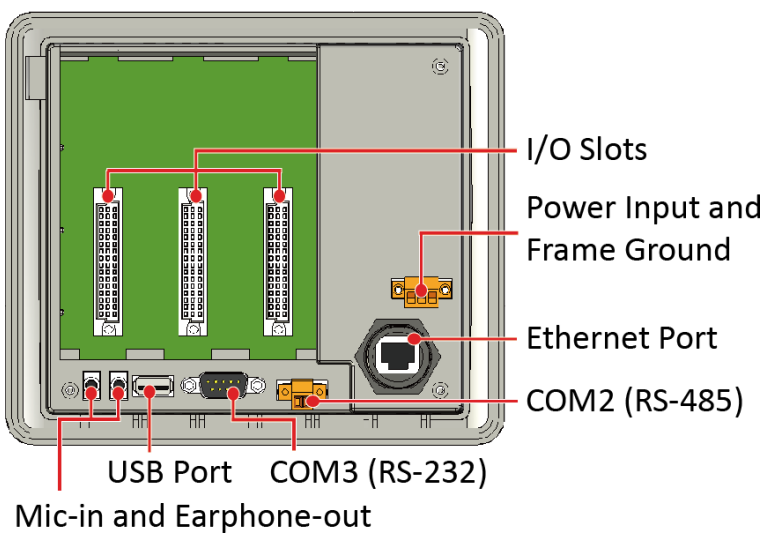 I/O Slots
Power Input and
Frame Ground
Ethernet Port
COM2 (RS-485)
USB Port
COM3 (RS-232)
Mic-in and Earphone-out